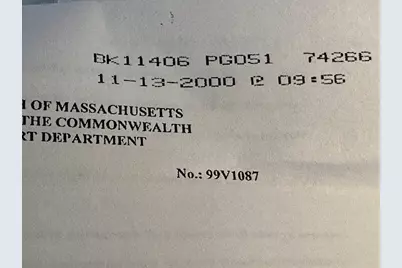 BK11406 PG051 74266
11-13-2000 @ 09:56
H OF MASSACHUSETTS
THE COMMONWEALTH
RT DEPARTMENT
No.: 99V1087